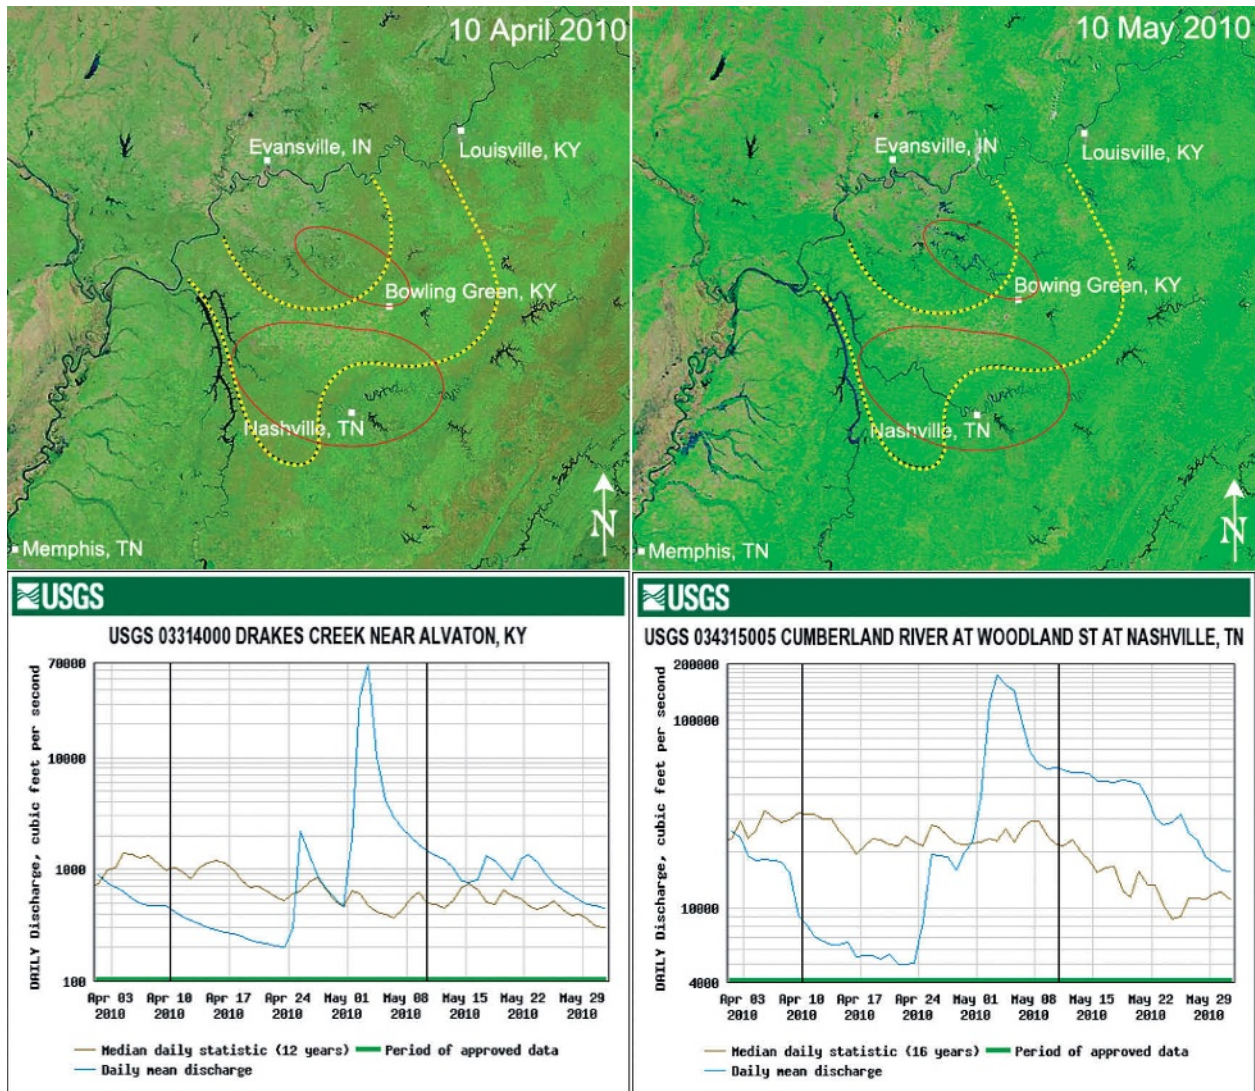 10 April 2010
Evansville, IN
Louisville, KY
Bowling Green, KY
Nashville, TN
Memphis, TN
N
10 May 2010
Evansville, IN
Louisville, KY
Bowling Green, KY
Nashville, TN
Memphis, TN
N
USGS
USGS 03314000 DRAKES CREEK NEAR ALVATON, KY
DAILY Discharge, cubic feet per second
70000
10000
1000
100
Apr 03 Apr 10 Apr 17 Apr 24 May 01 May 08 May 15 May 22 May 29
2010 2010 2010 2010 2010 2010 2010 2010 2010
Median daily statistic (12 years) Period of approved data
Daily mean discharge
USGS
USGS 034315005 CUMBERLAND RIVER AT WOODLAND ST AT NASHVILLE, TN
DAILY Discharge, cubic feet per second
200000
100000
10000
4000
Apr 03 Apr 10 Apr 17 Apr 24 May 01 May 08 May 15 May 22 May 29
2010 2010 2010 2010 2010 2010 2010 2010 2010
Median daily statistic (16 years) Period of approved data
Daily mean discharge